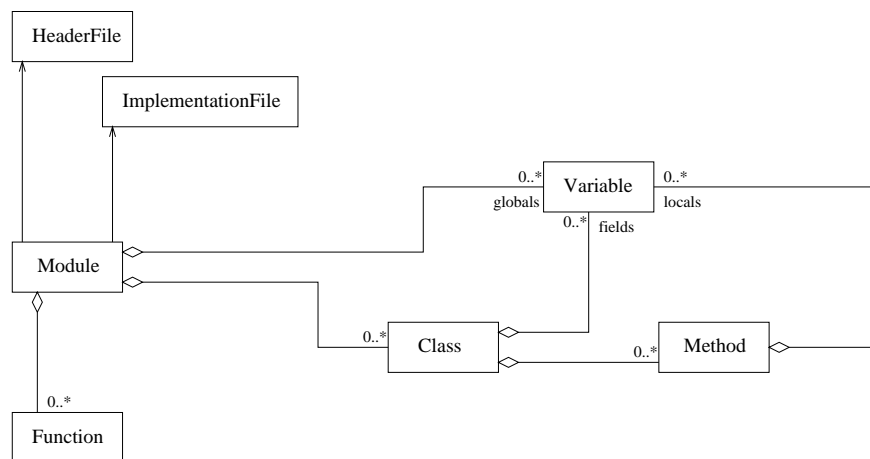 HeaderFile
ImplementationFile
0..*
Variable
0..*
globals
locals
0..*
fields
Module
0..*
Class
0..*
Method
0..*
Function